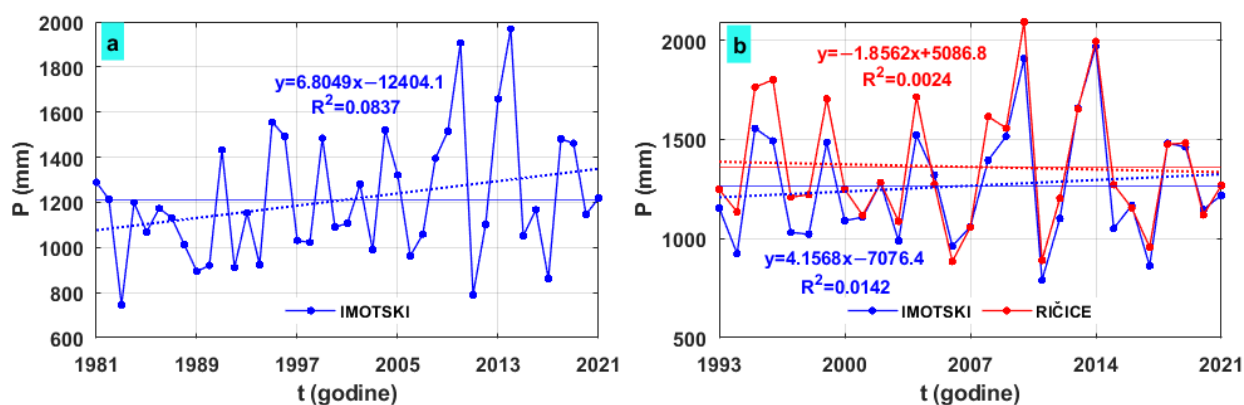 a
P (mm)
2000
1800
1600
1400
1200
1000
800
600
y=6.8049x−12404.1
R²=0.0837
IMOTSKI
1981 1989 1997 2005 2013 2021
t (godine)
b
P (mm)
2000
1500
1000
500
y=−1.8562x+5086.8
R²=0.0024
y=4.1568x−7076.4
R²=0.0142
IMOTSKI RIČICE
1993 2000 2007 2014 2021
t (godine)